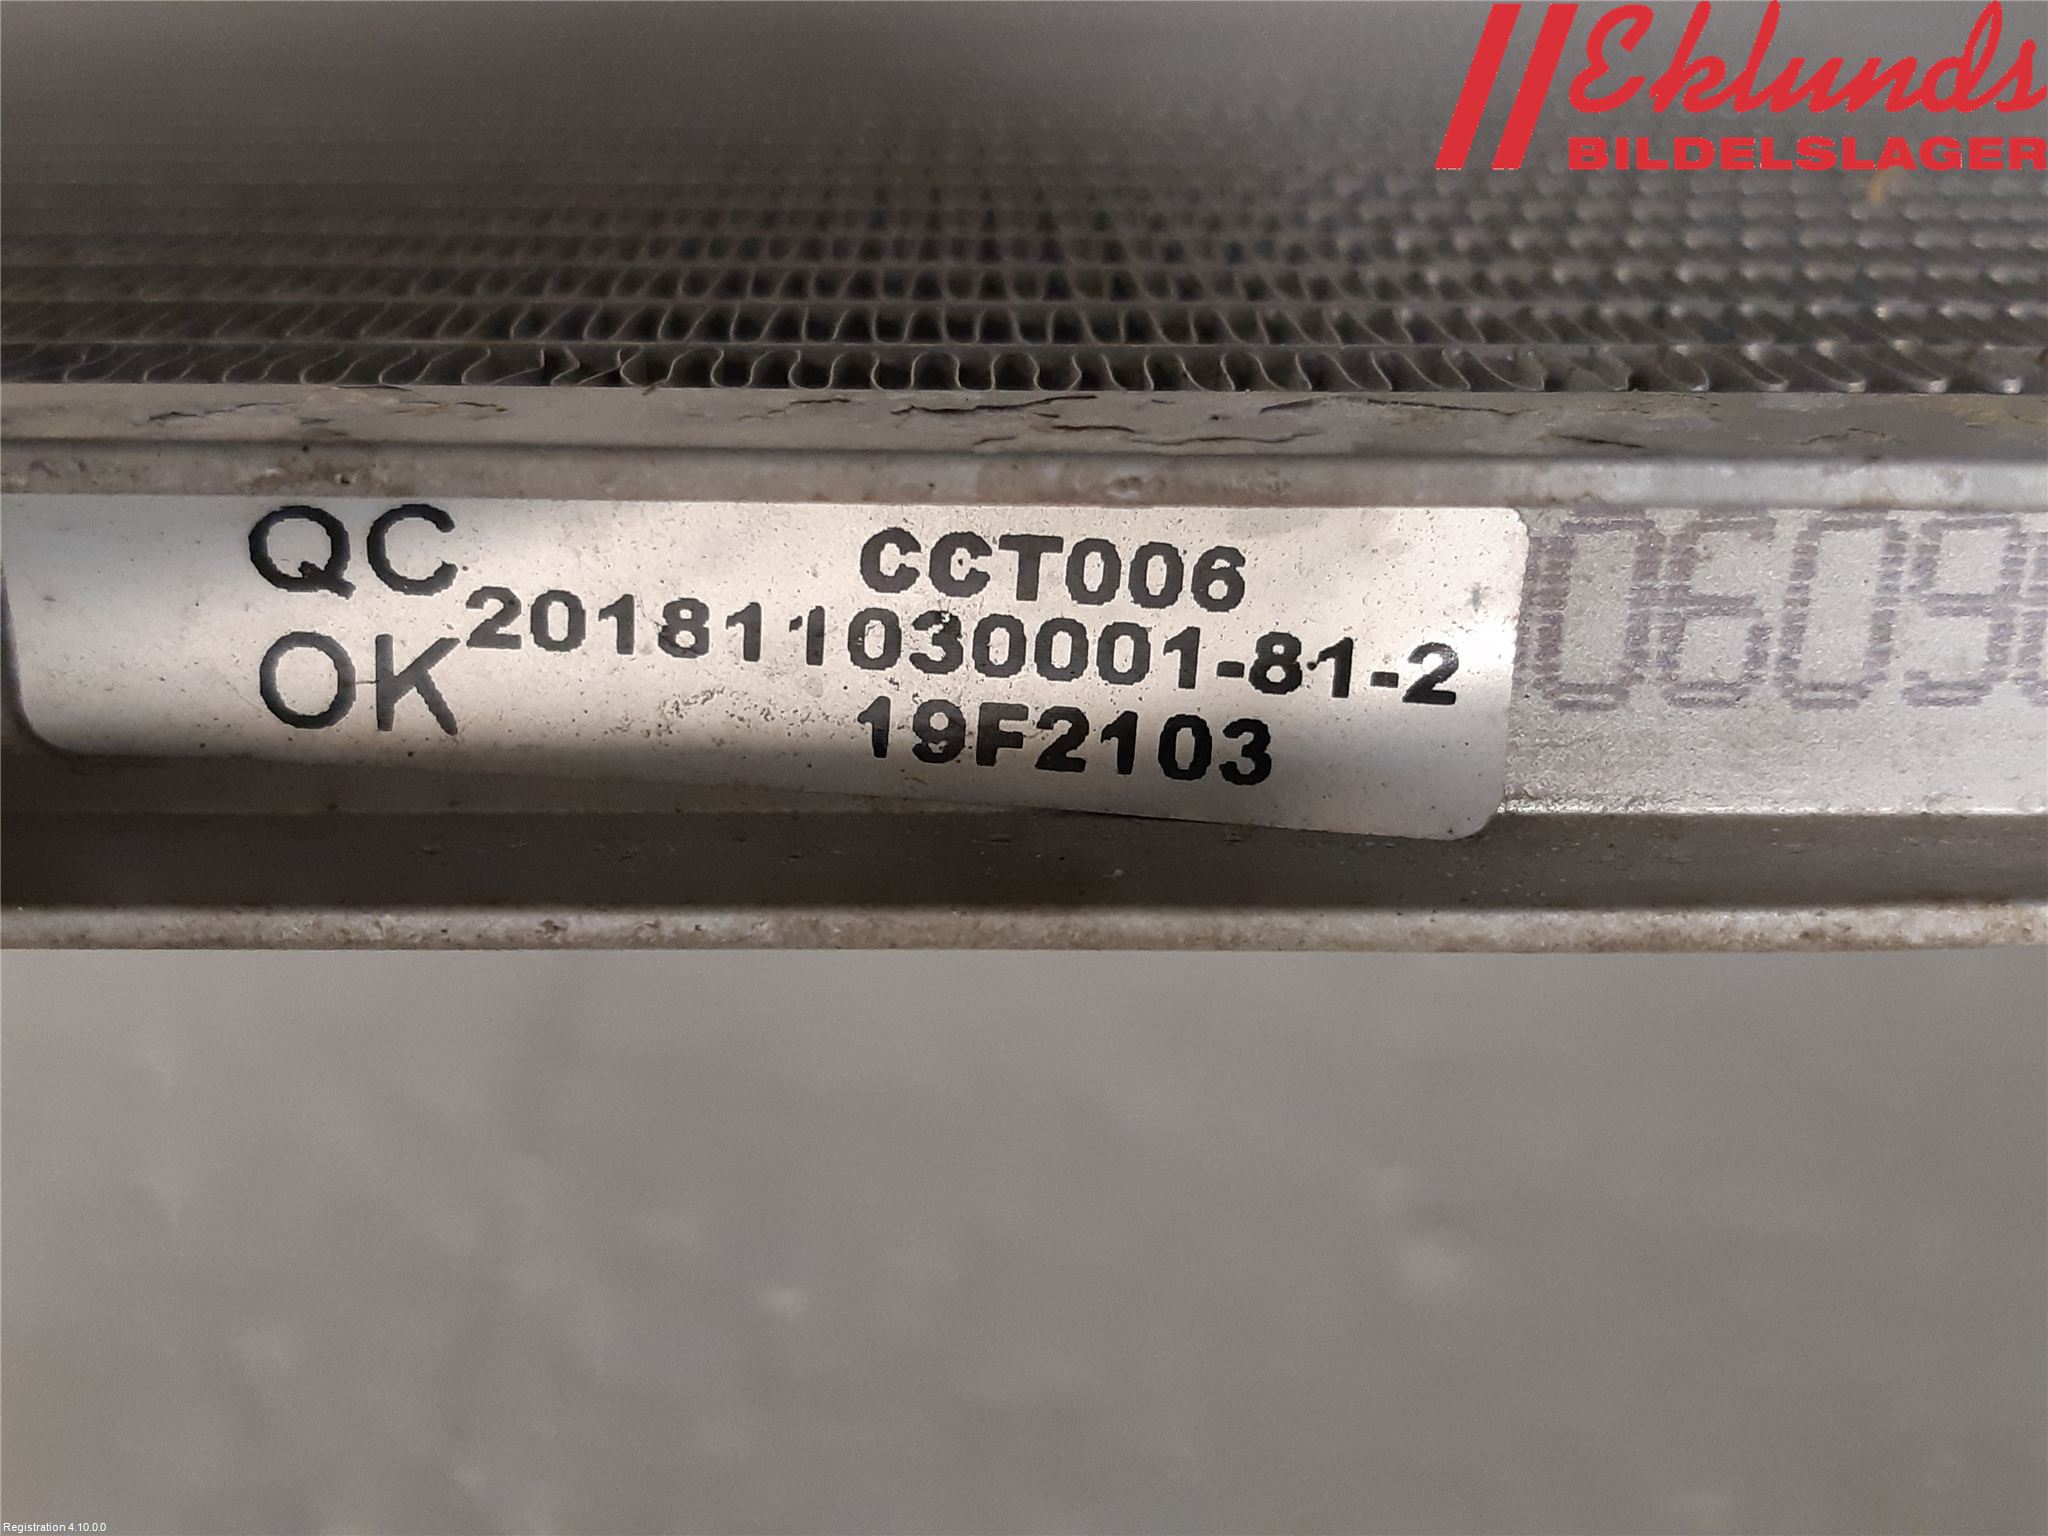 Eklunds
BILDELSLAGER
QC
OK
CCT006
201811030001-81-2
19F2103
Registration 4.10.0.0